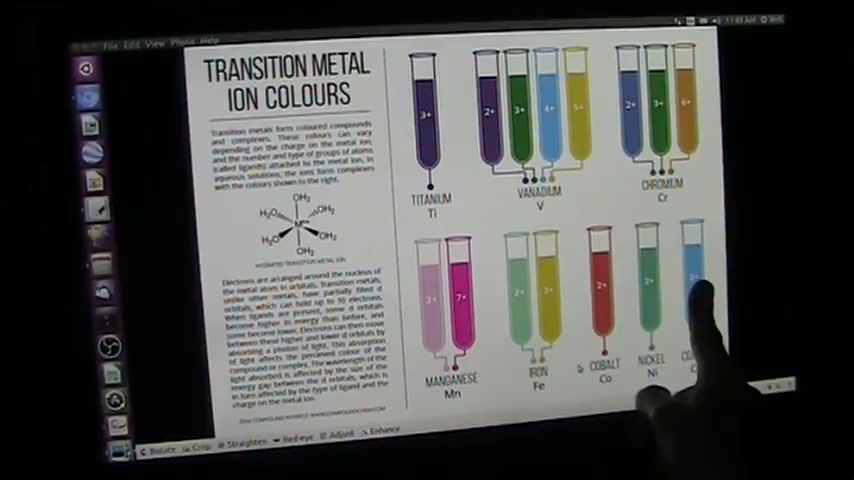 File Edit View Photo Help
11:49 AM
TRANSITION METAL
ION COLOURS
Transition metals form coloured compounds
and complexes. These colours can vary
depending on the charge on the metal ion,
and the number and type of groups of atoms
(called ligands) attached to the metal ion. In
aqueous solutions, the ions form complexes
with the colours shown to the right.
OH2
H2O OH2
M
H2O OH2
OH2
HYDRATED TRANSITION METAL ION
Electrons are arranged around the nucleus of
the metal atom in orbitals. Transition metals,
unlike other metals, have partially filled d
orbitals, which can hold up to 10 electrons.
When ligands are present, some d orbitals
become higher in energy than before, and
some become lower. Electrons can then move
between these higher and lower d orbitals by
absorbing a photon of light. This absorption
of light affects the perceived colour of the
compound or complex. The wavelength of the
light absorbed is affected by the size of the
energy gap between the d orbitals, which is
in turn affected by the type of ligand and the
charge on the metal ion.
COMPOUND INTEREST WWW.COMPOUNDCHEM.COM
3+
TITANIUM
Ti
2+ 3+ 4+ 5+
VANADIUM
V
2+ 3+ 6+
CHROMIUM
Cr
2+ 7+
MANGANESE
Mn
2+ 3+
IRON
Fe
2+
COBALT
Co
2+
NICKEL
Ni
2+
Rotate Crop Straighten Red-eye Adjust Enhance